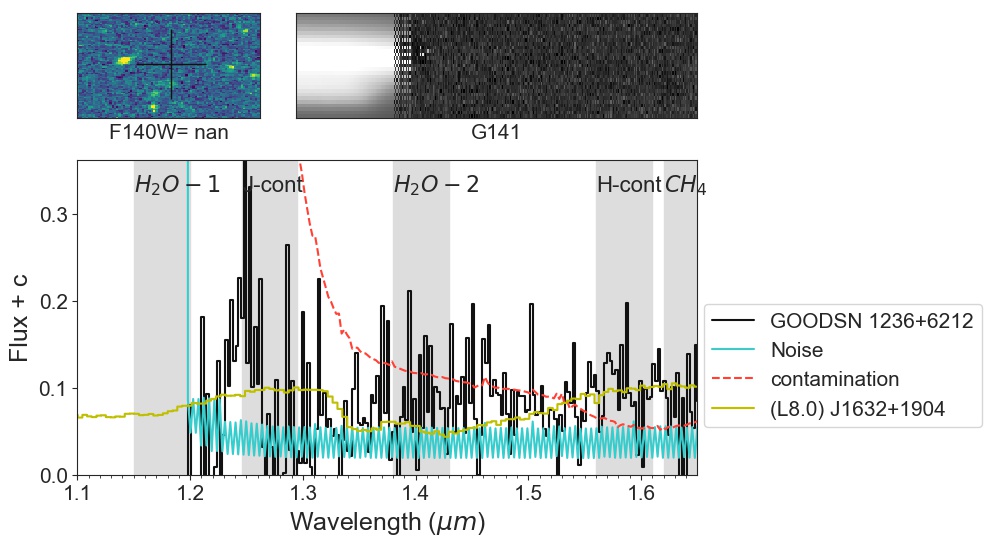 F140W= nan
G141
H₂O − 1
-cont
H₂O − 2
H-cont
CH₄
0.3
0.2
0.1
0.0
Flux + c
1.1
1.2
1.3
1.4
1.5
1.6
Wavelength (μm)
GOODSN 1236+6212
Noise
contamination
(L8.0) J1632+1904